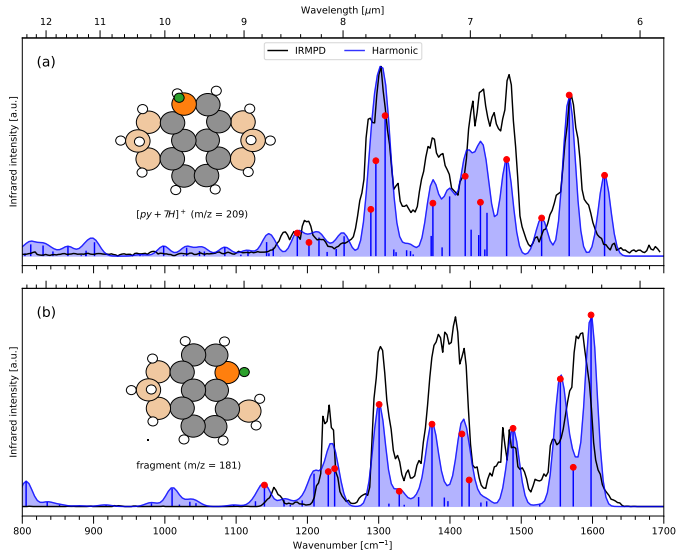 Wavelength [μm]
12 11 10 9 8 7 6
IRMPD Harmonic
(a)
Infrared intensity [a.u.]
[py + 7H]⁺ (m/z = 209)
(b)
Infrared intensity [a.u.]
fragment (m/z = 181)
800 900 1000 1100 1200 1300 1400 1500 1600 1700
Wavenumber [cm⁻¹]